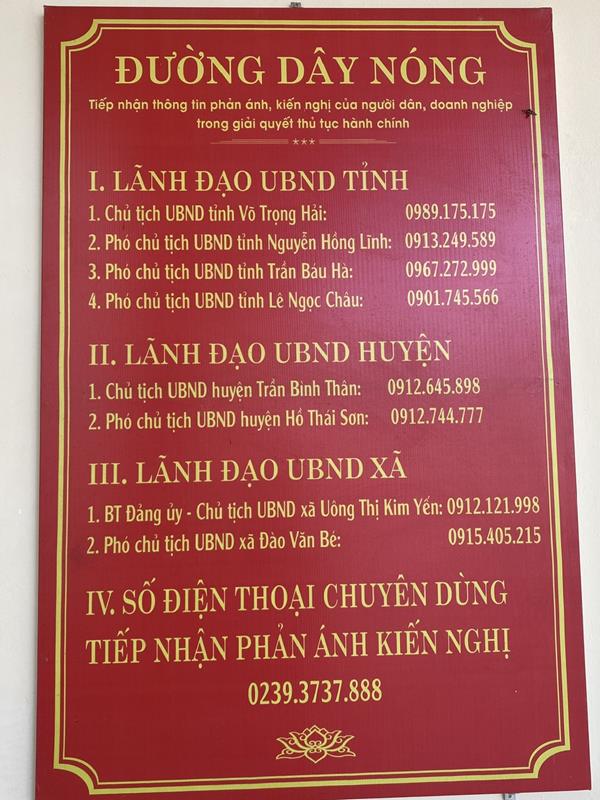 ĐƯỜNG DÂY NÓNG
Tiếp nhận thông tin phản ánh, kiến nghị của người dân, doanh nghiệp
trong giải quyết thủ tục hành chính
***
I. LÃNH ĐẠO UBND TỈNH
1. Chủ tịch UBND tỉnh Võ Trọng Hải: 0989.175.175
2. Phó chủ tịch UBND tỉnh Nguyễn Hồng Lĩnh: 0913.249.589
3. Phó chủ tịch UBND tỉnh Trần Báu Hà: 0967.272.999
4. Phó chủ tịch UBND tỉnh Lê Ngọc Châu: 0901.745.566
II. LÃNH ĐẠO UBND HUYỆN
1. Chủ tịch UBND huyện Trần Bình Thân: 0912.645.898
2. Phó chủ tịch UBND huyện Hồ Thái Sơn: 0912.744.777
III. LÃNH ĐẠO UBND XÃ
1. BT Đảng ủy - Chủ tịch UBND xã Uông Thị Kim Yến: 0912.121.998
2. Phó chủ tịch UBND xã Đào Văn Bé: 0915.405.215
IV. SỐ ĐIỆN THOẠI CHUYÊN DÙNG
TIẾP NHẬN PHẢN ÁNH KIẾN NGHỊ
0239.3737.888